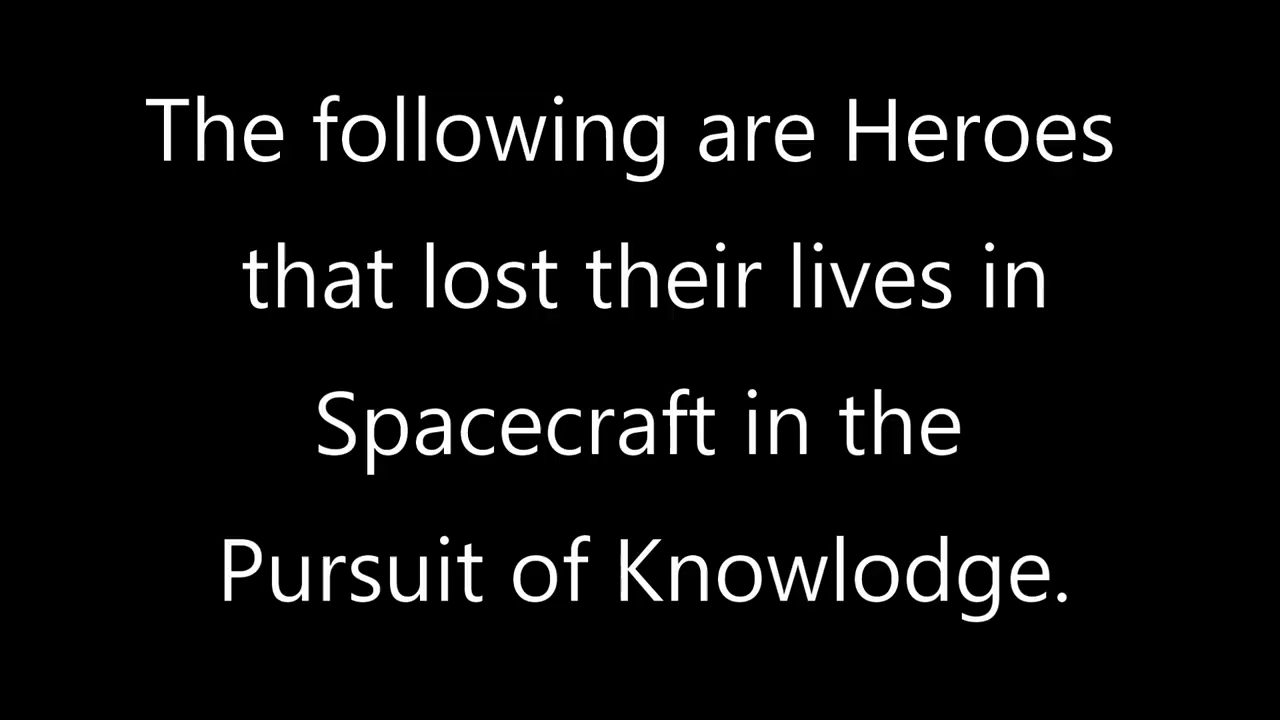 The following are Heroes
that lost their lives in
Spacecraft in the
Pursuit of Knowlodge.